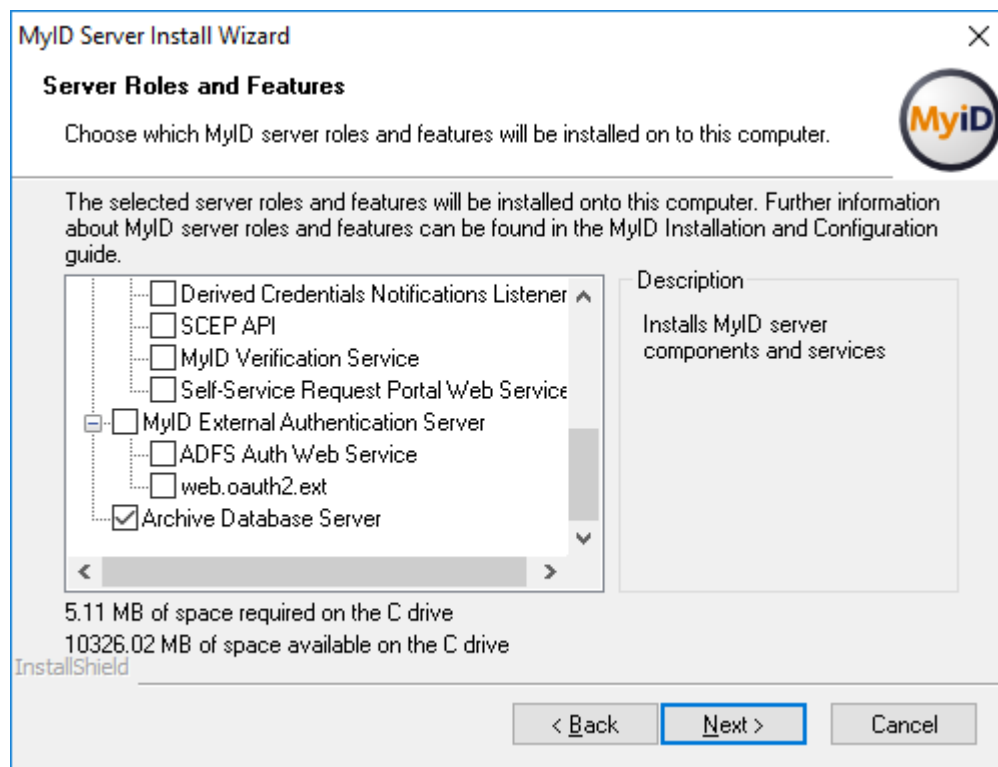 MyID Server Install Wizard
Server Roles and Features
Choose which MyID server roles and features will be installed on to this computer.
MyiD
The selected server roles and features will be installed onto this computer. Further information
about MyID server roles and features can be found in the MyID Installation and Configuration
guide.
Derived Credentials Notifications Listener
SCEP API
MyID Verification Service
Self-Service Request Portal Web Service
MyID External Authentication Server
ADFS Auth Web Service
web.oauth2.ext
Archive Database Server
Description
Installs MyID server
components and services
5.11 MB of space required on the C drive
10326.02 MB of space available on the C drive
InstallShield
< Back
Next >
Cancel